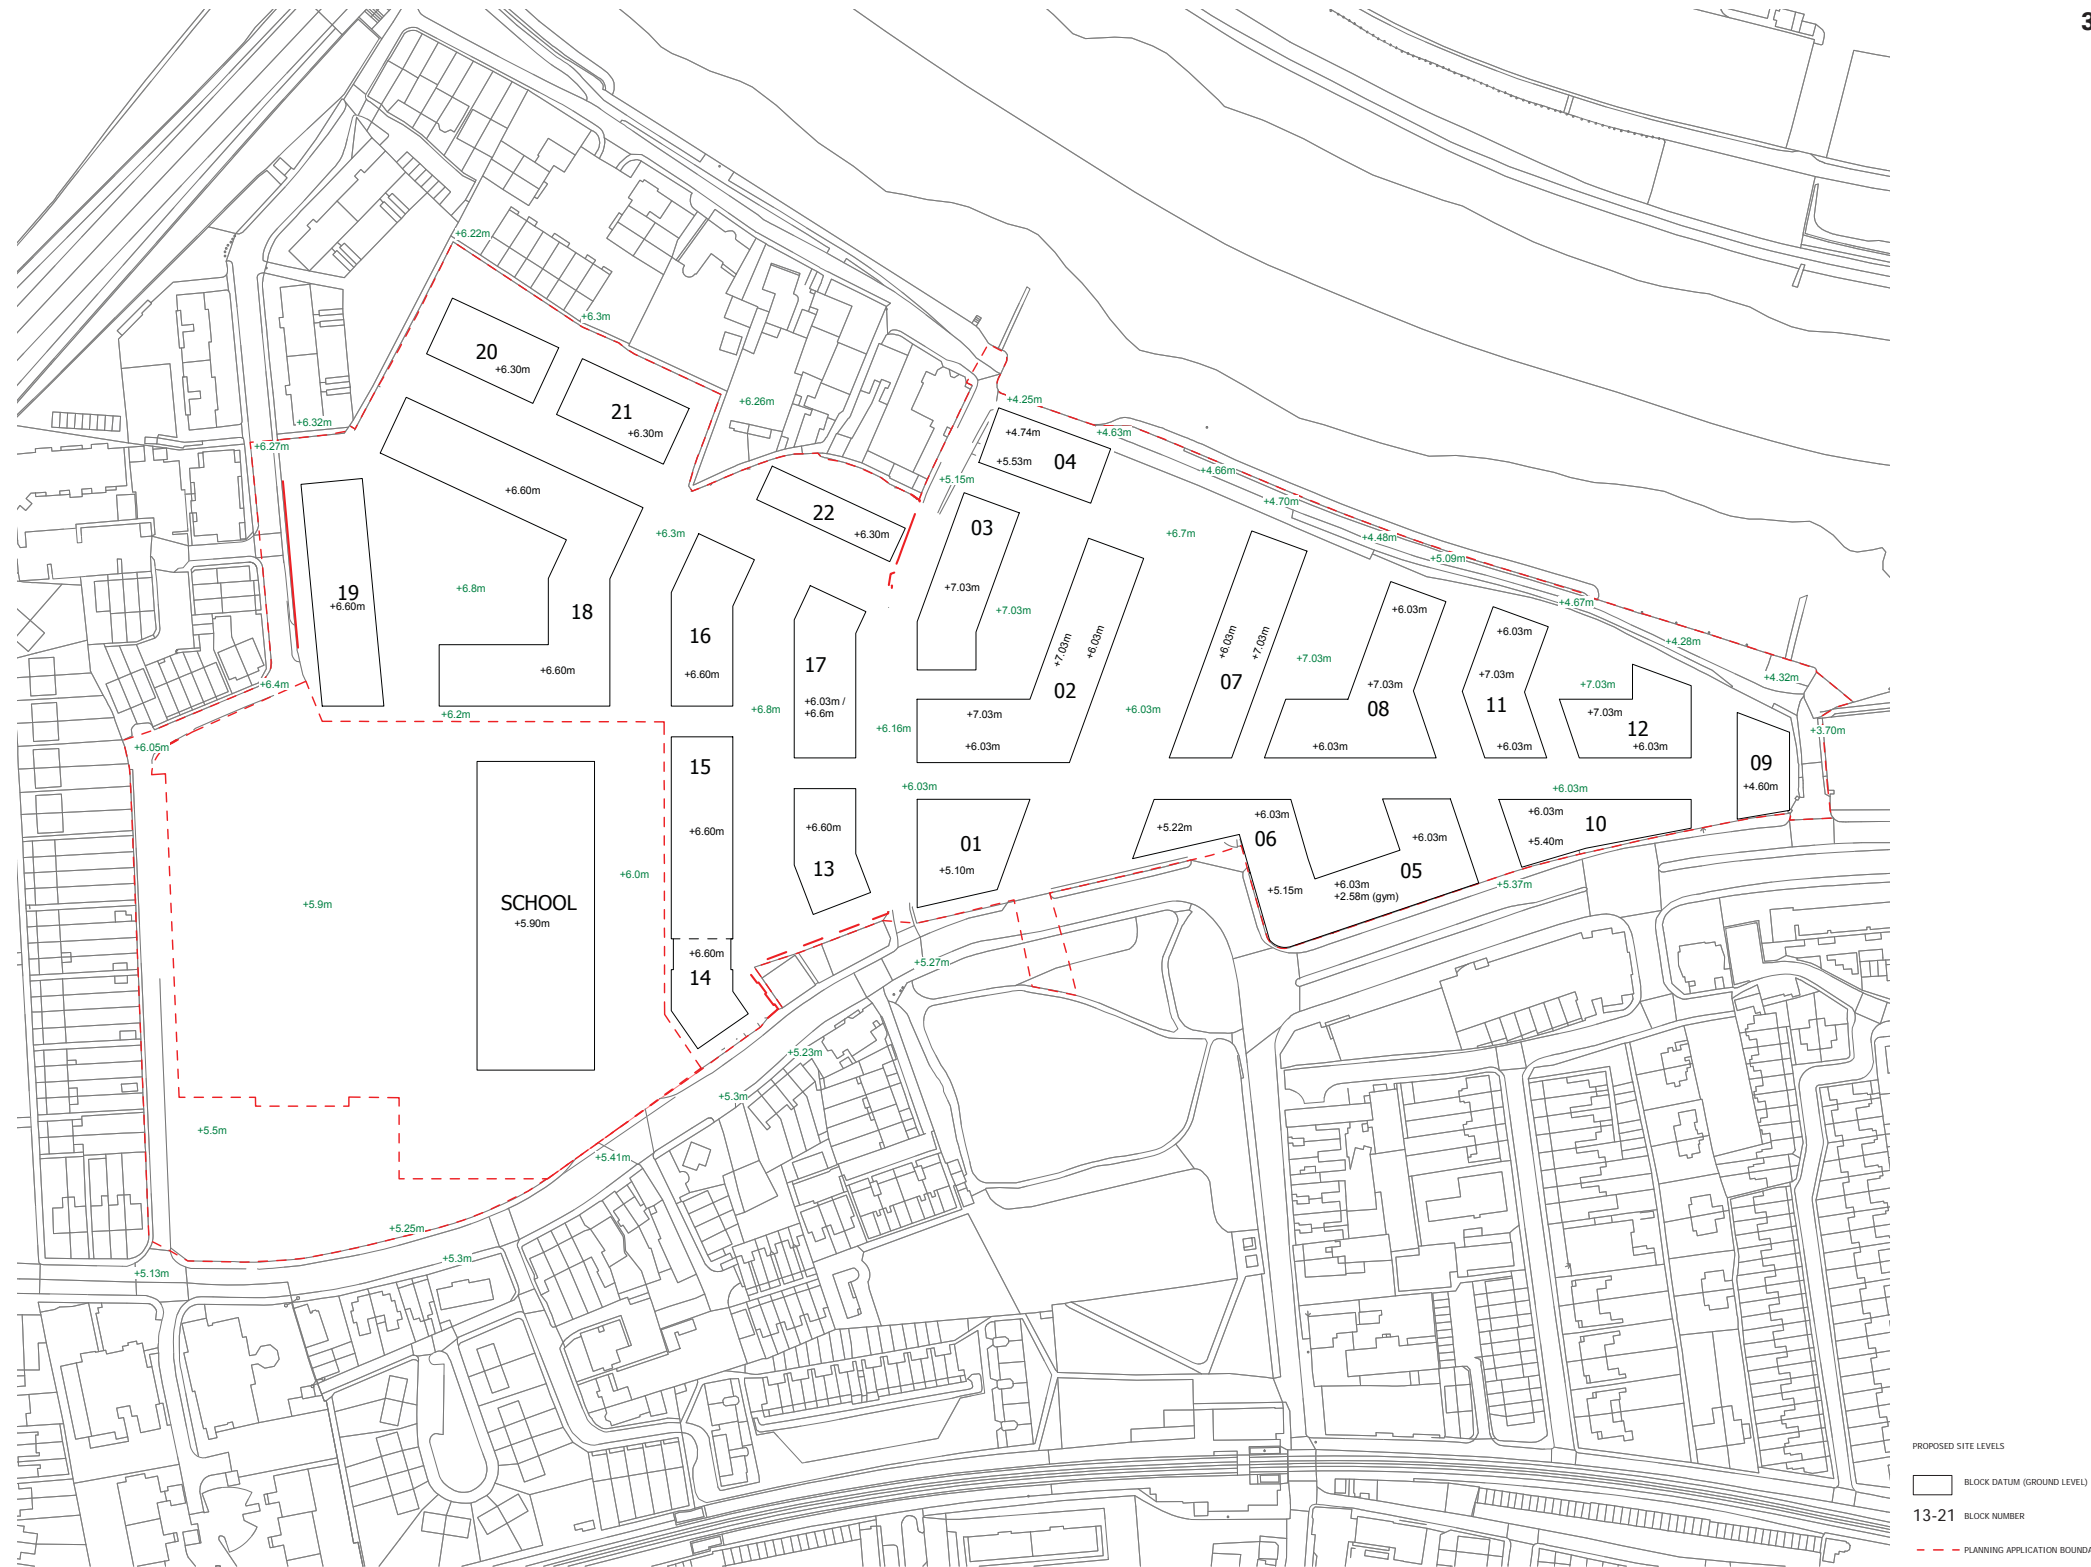 3
+6.22m
+6.3m
20
+6.30m
21
+6.30m
+6.26m
+6.32m
+6.27m
+4.25m
+4.74m
+4.63m
+5.53m 04
+4.66m
+5.15m
+4.70m
+6.60m
22
+6.30m
03
+6.3m
+6.7m
+4.48m
+5.09m
19
+6.60m
+6.8m
18
+7.03m
+7.03m
+4.67m
+6.03m
+6.03m
+4.28m
16
+7.03m
+6.03m
+6.03m
+7.03m
+7.03m
17
+6.60m
+6.60m
+4.32m
+6.4m
02
07
+7.03m
+7.03m
+7.03m
08
11
+7.03m
12
+6.2m
+6.8m
+6.03m /
+6.6m
+6.16m
+7.03m
+6.03m
+3.70m
+6.05m
+6.03m
+6.03m
+6.03m
+6.03m
15
09
+4.60m
+6.03m
+6.03m
+6.60m
+6.60m
+5.22m
+6.03m
06
+6.03m
+6.03m
10
+5.40m
01
+5.10m
13
05
+6.0m
+5.15m
+6.03m
+2.58m (gym)
+5.37m
+5.9m
SCHOOL
+5.90m
+6.60m
14
+5.27m
+5.23m
+5.3m
+5.5m
+5.41m
+5.25m
+5.3m
+5.13m
PROPOSED SITE LEVELS
BLOCK DATUM (GROUND LEVEL)
13-21 BLOCK NUMBER
PLANNING APPLICATION BOUNDA